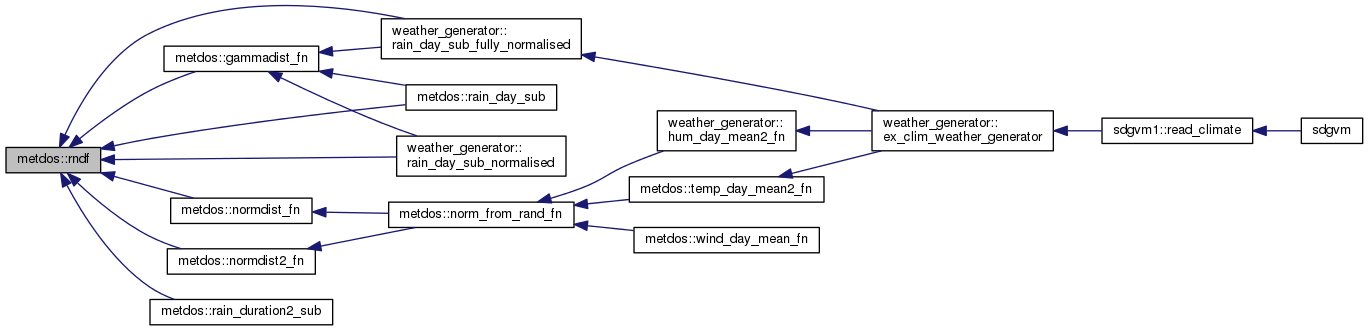 metdos::rndf
metdos::gammadist_fn
weather_generator::
rain_day_sub_fully_normalised
metdos::rain_day_sub
weather_generator::
rain_day_sub_normalised
metdos::normdist_fn
metdos::normdist2_fn
metdos::rain_duration2_sub
metdos::norm_from_rand_fn
weather_generator::
hum_day_mean2_fn
metdos::temp_day_mean2_fn
metdos::wind_day_mean_fn
weather_generator::
ex_clim_weather_generator
sdgvm1::read_climate
sdgvm